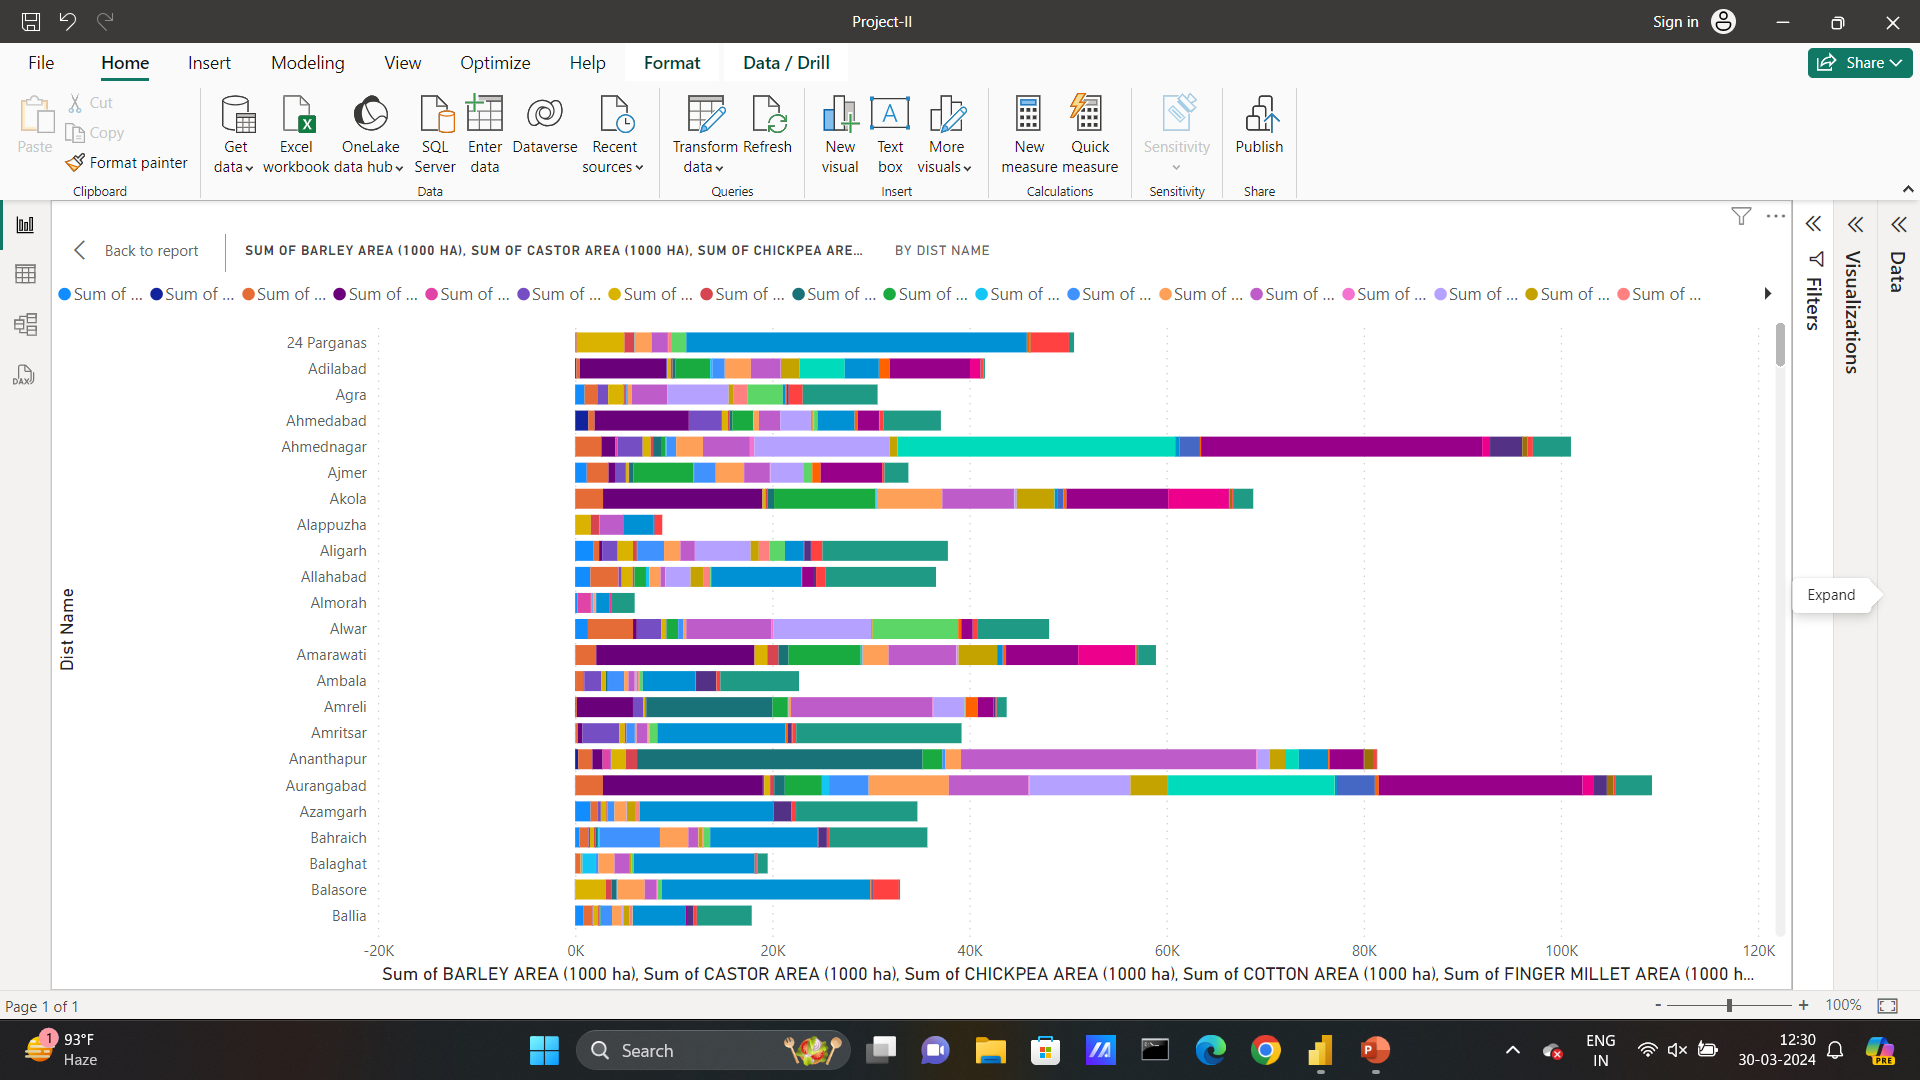 Project-II
Sign in
File Home Insert Modeling View Optimize Help Format Data / Drill
Share
Paste
Cut
Copy
Format painter
Clipboard
Get data
Excel workbook
OneLake data hub
SQL Server
Enter data
Dataverse
Recent sources
Data
Transform data
Refresh
Queries
New visual
A
Text box
More visuals
Insert
New measure
Quick measure
Calculations
Sensitivity
Sensitivity
Publish
Share
DAX
Back to report
SUM OF BARLEY AREA (1000 HA), SUM OF CASTOR AREA (1000 HA), SUM OF CHICKPEA ARE...
BY DIST NAME
Sum of ... Sum of ... Sum of ... Sum of ... Sum of ... Sum of ... Sum of ... Sum of ... Sum of ... Sum of ... Sum of ... Sum of ... Sum of ... Sum of ... Sum of ... Sum of ... Sum of ... Sum of ...
Dist Name
24 Parganas
Adilabad
Agra
Ahmedabad
Ahmednagar
Ajmer
Akola
Alappuzha
Aligarh
Allahabad
Almorah
Alwar
Amarawati
Ambala
Amreli
Amritsar
Ananthapur
Aurangabad
Azamgarh
Bahraich
Balaghat
Balasore
Ballia
-20K 0K 20K 40K 60K 80K 100K 120K
Sum of BARLEY AREA (1000 ha), Sum of CASTOR AREA (1000 ha), Sum of CHICKPEA AREA (1000 ha), Sum of COTTON AREA (1000 ha), Sum of FINGER MILLET AREA (1000 h...
Filters
Visualizations
Data
Expand
Page 1 of 1
- + 100%
1
93°F
Haze
Search
ENG
IN
12:30
30-03-2024
PRE